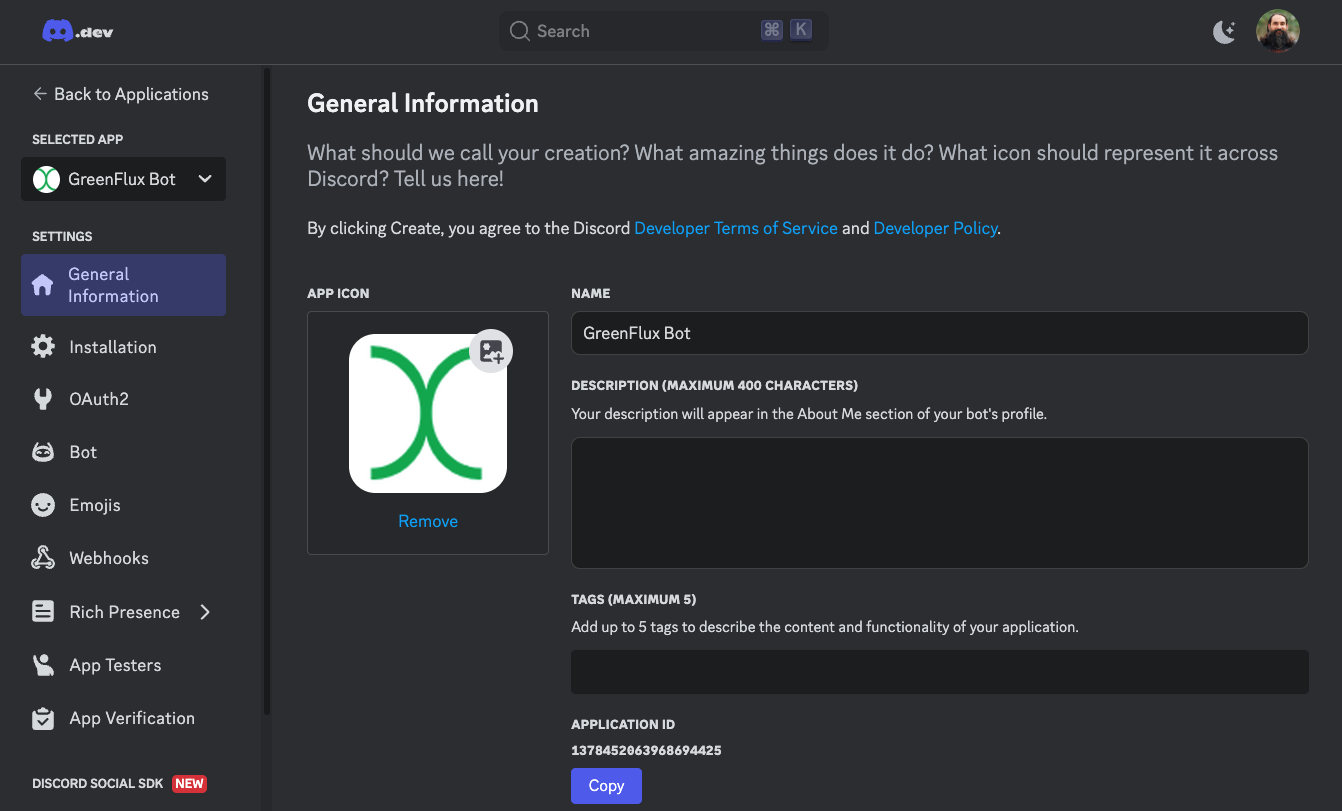 .dev
Search
⌘ K
Back to Applications
SELECTED APP
GreenFlux Bot
SETTINGS
General
Information
Installation
OAuth2
Bot
Emojis
Webhooks
Rich Presence
App Testers
App Verification
DISCORD SOCIAL SDK NEW
General Information
What should we call your creation? What amazing things does it do? What icon should represent it across
Discord? Tell us here!
By clicking Create, you agree to the Discord Developer Terms of Service and Developer Policy.
APP ICON
Remove
NAME
GreenFlux Bot
DESCRIPTION (MAXIMUM 400 CHARACTERS)
Your description will appear in the About Me section of your bot's profile.
TAGS (MAXIMUM 5)
Add up to 5 tags to describe the content and functionality of your application.
APPLICATION ID
1378452063968694425
Copy